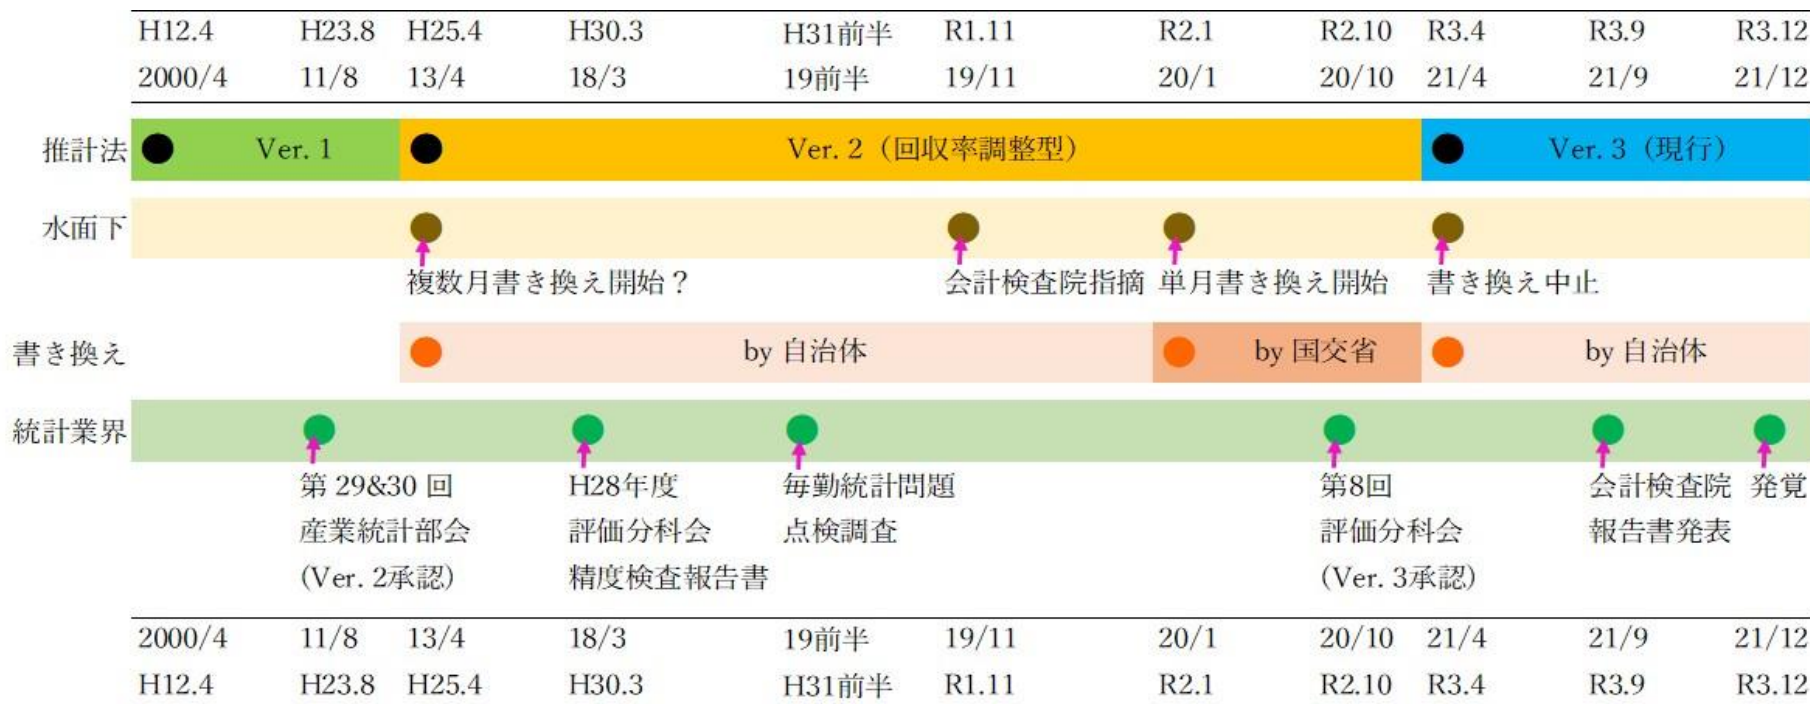 H12.4 H23.8 H25.4 H30.3 H31前半 R1.11 R2.1 R2.10 R3.4 R3.9 R3.12
2000/4 11/8 13/4 18/3 19前半 19/11 20/1 20/10 21/4 21/9 21/12
推計法 Ver. 1 Ver. 2（回収率調整型） Ver. 3（現行）
水面下
複数月書き換え開始？ 会計検査院指摘 単月書き換え開始 書き換え中止
書き換え by 自治体 by 国交省 by 自治体
統計業界
第 29&30 回 H28年度 毎勤統計問題 第8回 会計検査院 発覚
産業統計部会 評価分科会 点検調査 評価分科会 報告書発表
(Ver. 2承認) 精度検査報告書 (Ver. 3承認)
2000/4 11/8 13/4 18/3 19前半 19/11 20/1 20/10 21/4 21/9 21/12
H12.4 H23.8 H25.4 H30.3 H31前半 R1.11 R2.1 R2.10 R3.4 R3.9 R3.12